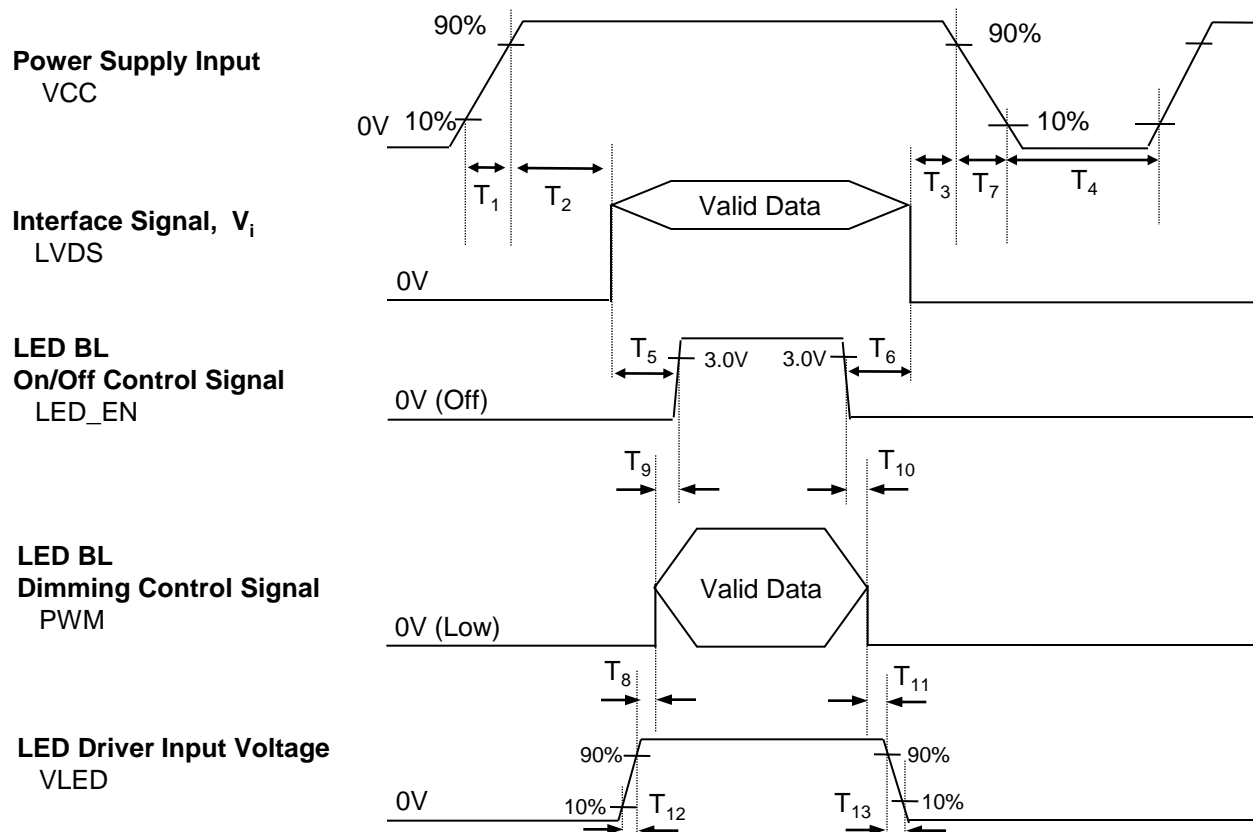 90%
90%
Power Supply Input
VCC
0V
10%
10%
T1
T2
T3
T7
T4
Interface Signal, Vi
LVDS
Valid Data
0V
LED BL
On/Off Control Signal
LED_EN
T5
3.0V
3.0V
T6
0V (Off)
T9
T10
LED BL
Dimming Control Signal
PWM
Valid Data
0V (Low)
T8
T11
LED Driver Input Voltage
VLED
90%
90%
0V
10%
T12
T13
10%